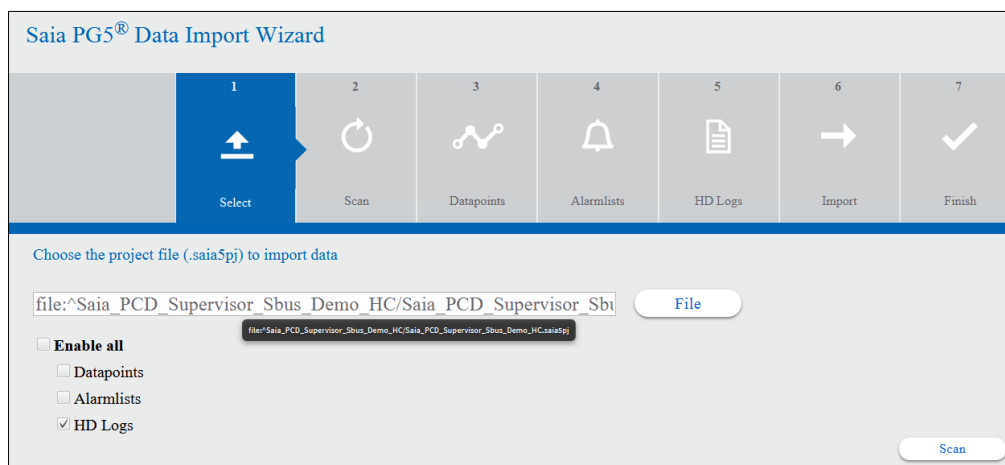 Saia PG5® Data Import Wizard
1 2 3 4 5 6 7
Select Scan Datapoints Alarmlists HD Logs Import Finish
Choose the project file (.saia5pj) to import data
file:^Saia_PCD_Supervisor_Sbus_Demo_HC/Saia_PCD_Supervisor_Sbu File
file:^Saia_PCD_Supervisor_Sbus_Demo_HC/Saia_PCD_Supervisor_Sbus_Demo_HC.saia5pj
Enable all
Datapoints
Alarmlists
HD Logs
Scan